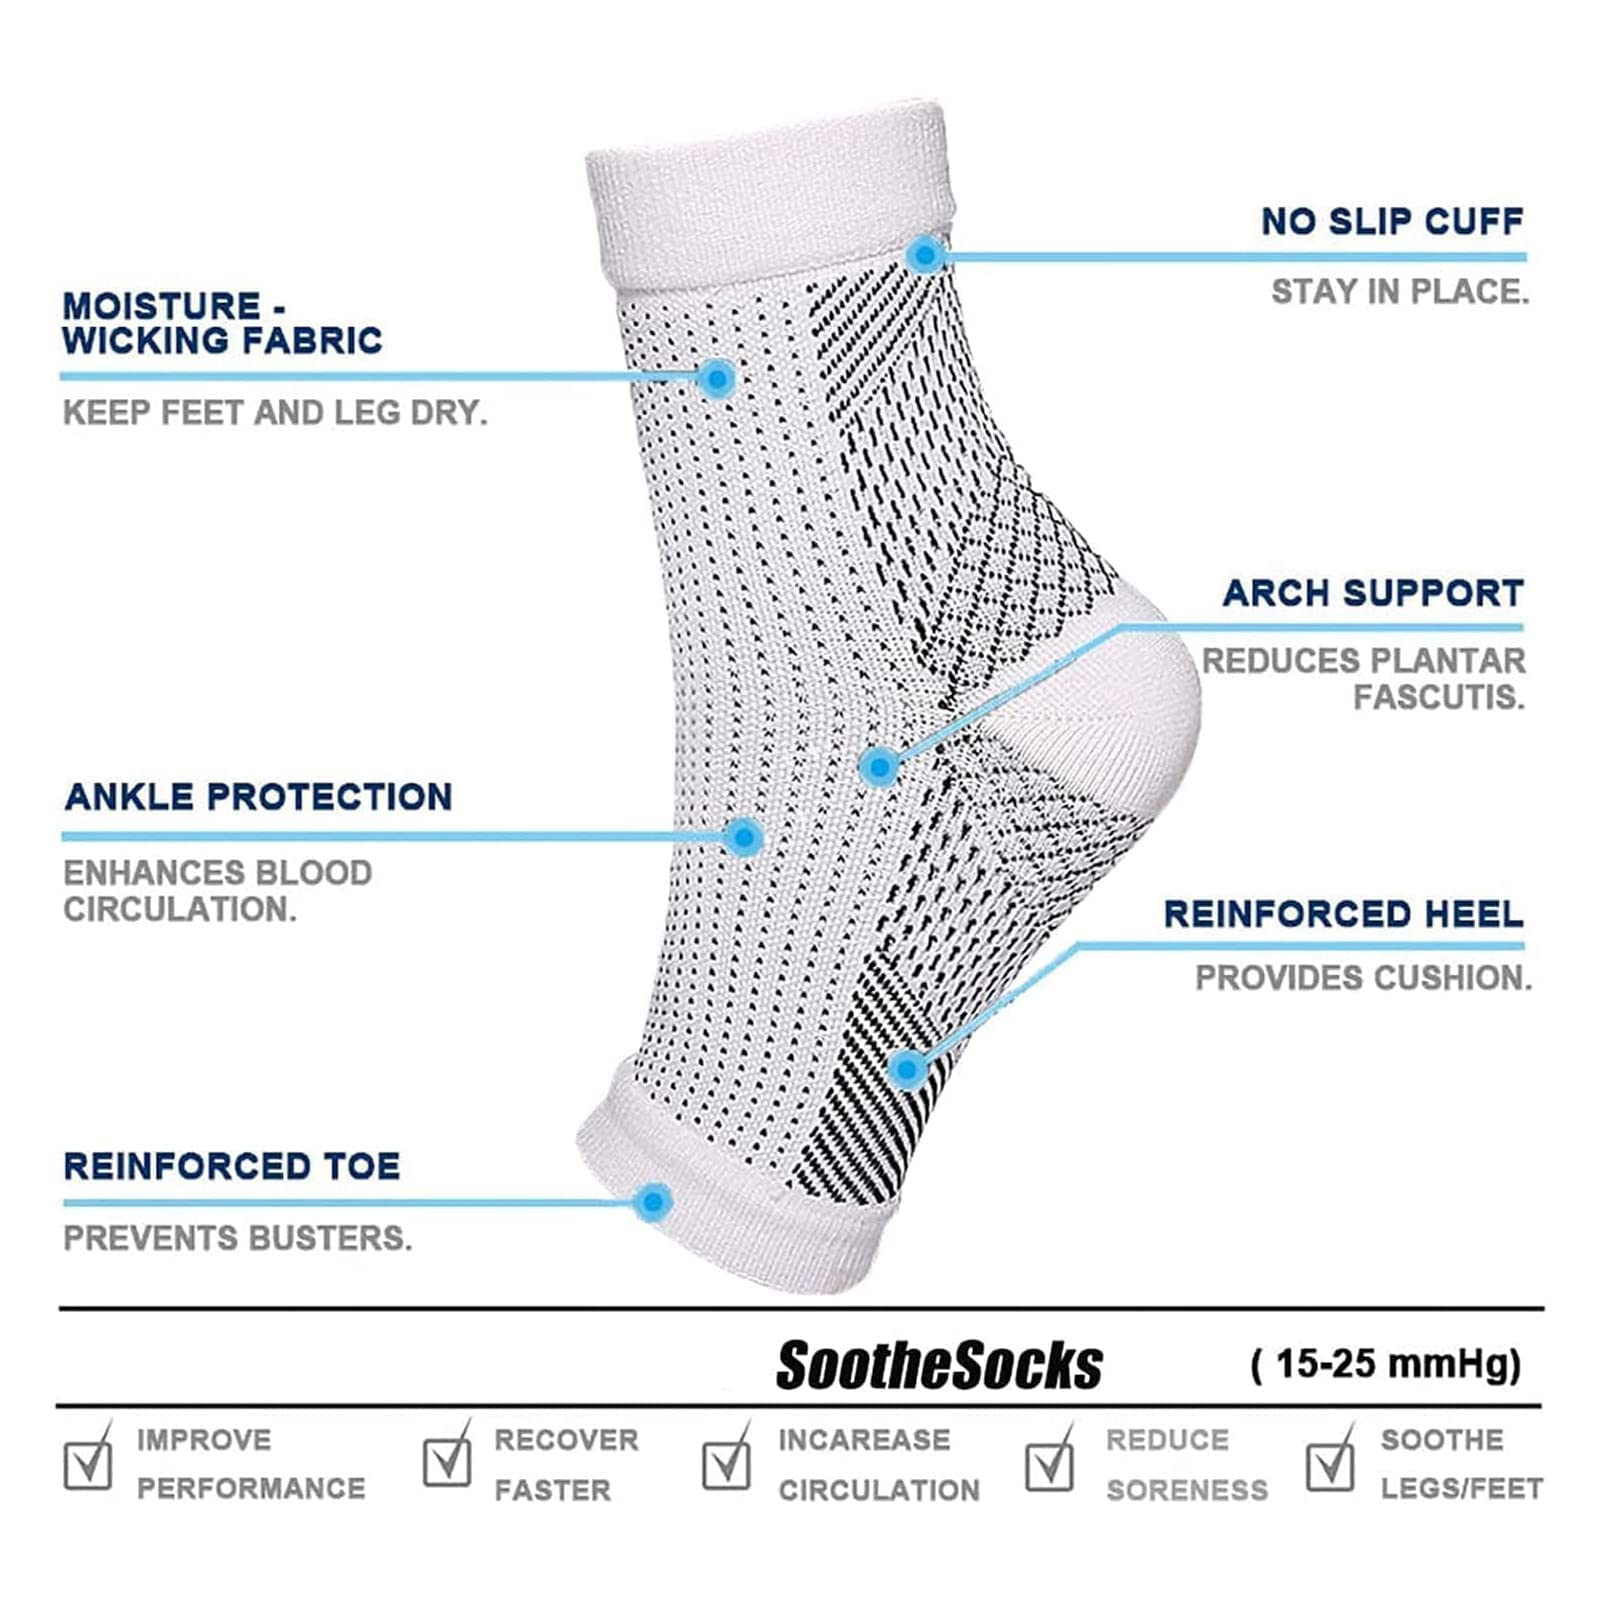 NO SLIP CUFF
STAY IN PLACE.
MOISTURE -
WICKING FABRIC
KEEP FEET AND LEG DRY.
ARCH SUPPORT
REDUCES PLANTAR
FASCUTIS.
ANKLE PROTECTION
ENHANCES BLOOD
CIRCULATION.
REINFORCED HEEL
PROVIDES CUSHION.
REINFORCED TOE
PREVENTS BUSTERS.
SootheSocks ( 15-25 mmHg)
IMPROVE
PERFORMANCE
RECOVER
FASTER
INCAREASE
CIRCULATION
REDUCE
SORENESS
SOOTHE
LEGS/FEET